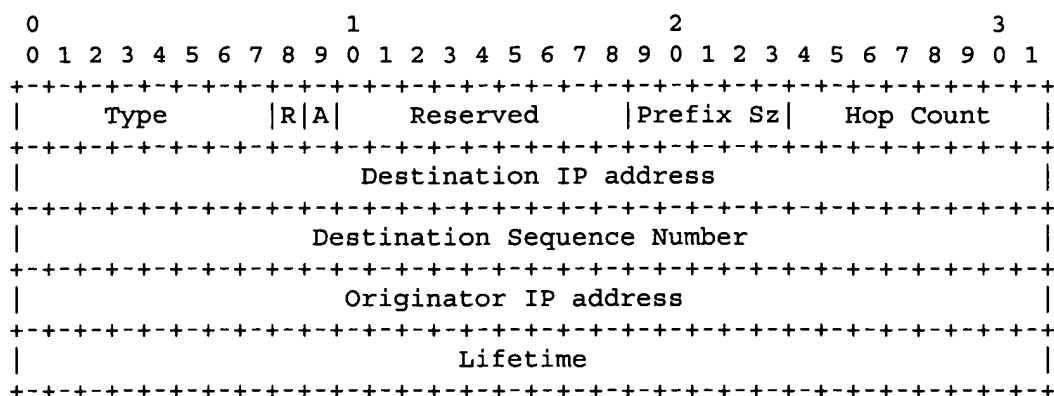 0                   1                   2                   3
0 1 2 3 4 5 6 7 8 9 0 1 2 3 4 5 6 7 8 9 0 1 2 3 4 5 6 7 8 9 0 1
+-+-+-+-+-+-+-+-+-+-+-+-+-+-+-+-+-+-+-+-+-+-+-+-+-+-+-+-+-+-+-+-+
|     Type      |R|A|    Reserved     |Prefix Sz|   Hop Count   |
+-+-+-+-+-+-+-+-+-+-+-+-+-+-+-+-+-+-+-+-+-+-+-+-+-+-+-+-+-+-+-+-+
|                     Destination IP address                    |
+-+-+-+-+-+-+-+-+-+-+-+-+-+-+-+-+-+-+-+-+-+-+-+-+-+-+-+-+-+-+-+-+
|                  Destination Sequence Number                  |
+-+-+-+-+-+-+-+-+-+-+-+-+-+-+-+-+-+-+-+-+-+-+-+-+-+-+-+-+-+-+-+-+
|                    Originator IP address                      |
+-+-+-+-+-+-+-+-+-+-+-+-+-+-+-+-+-+-+-+-+-+-+-+-+-+-+-+-+-+-+-+-+
|                           Lifetime                            |
+-+-+-+-+-+-+-+-+-+-+-+-+-+-+-+-+-+-+-+-+-+-+-+-+-+-+-+-+-+-+-+-+